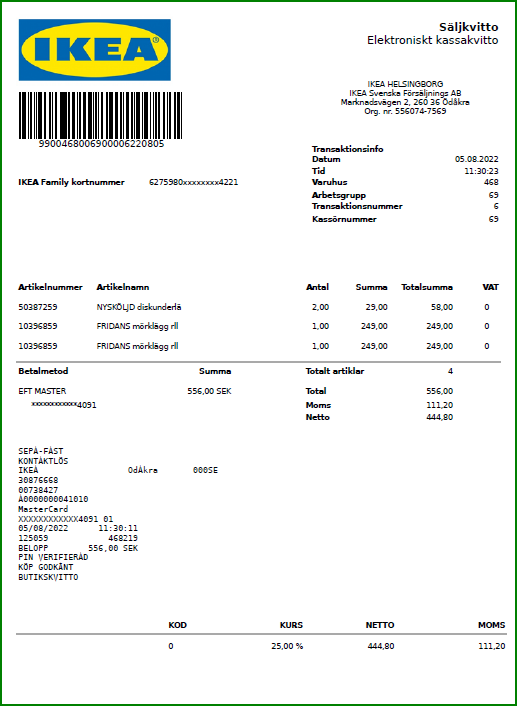 IKEA®
Säljkvitto
Elektroniskt kassakvitto
IKEA HELSINGBORG
IKEA Svenska Försäljnings AB
Marknadsvägen 2, 260 36 Ödåkra
Org. nr. 556074-7569
9900468006900006220805
Transaktionsinfo
Datum 05.08.2022
Tid 11:30:23
IKEA Family kortnummer 6275980xxxxxxxx4221
Varuhus 468
Arbetsgrupp 69
Transaktionsnummer 6
Kassörnummer 69
Artikelnummer Artikelnamn Antal Summa Totalsumma VAT
50387259 NYSKÖLJD diskunderlä 2,00 29,00 58,00 0
10396859 FRIDANS mörklägg rll 1,00 249,00 249,00 0
10396859 FRIDANS mörklägg rll 1,00 249,00 249,00 0
Betalmetod Summa Totalt artiklar 4
EFT MASTER 556,00 SEK Total 556,00
************4091 Moms 111,20
Netto 444,80
SEPA-FAST
KONTAKTLÖS
IKEA OdÅkra 000SE
30876668
00738427
A0000000041010
MasterCard
XXXXXXXXXXXX4091 01
05/08/2022 11:30:11
125059 468219
BELOPP 556,00 SEK
PIN VERIFIERAD
KÖP GODKÄNT
BUTIKSKVITTO
KOD KURS NETTO MOMS
0 25,00 % 444,80 111,20